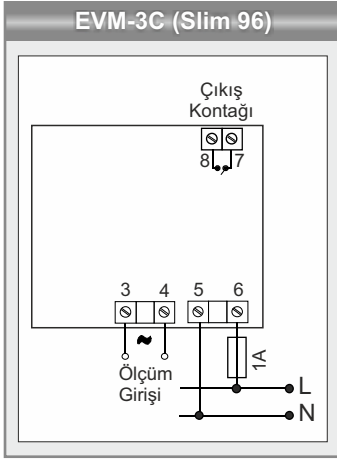 EVM-3C (Slim 96)
Çıkış
Kontağı
8 7
3 4 5 6
~
Ölçüm
Girişi
1A
L
N